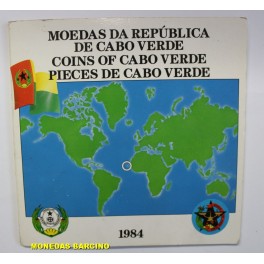 MOEDAS DA REPÚBLICA
DE CABO VERDE
COINS OF CABO VERDE
PIECES DE CABO VERDE
1984
MONEDAS-GARCINO